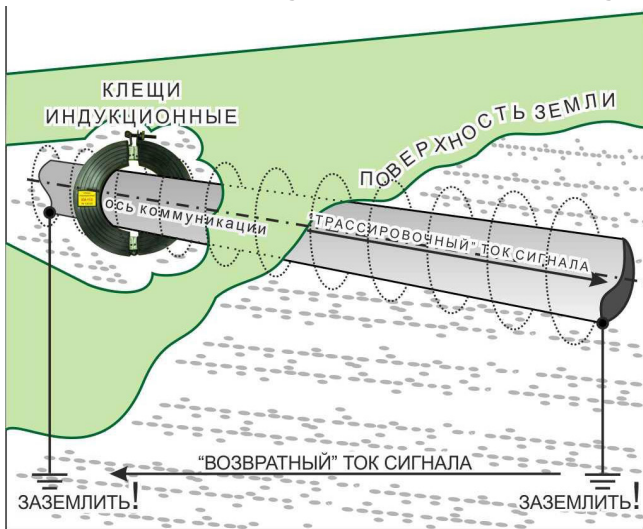 КЛЕЩИ
ИНДУКЦИОННЫЕ
ПОВЕРХНОСТЬ ЗЕМЛИ
ось коммуникации
"ТРАССИРОВОЧНЫЙ" ТОК СИГНАЛА
"ВОЗВРАТНЫЙ" ТОК СИГНАЛА
ЗАЗЕМЛИТЬ!
ЗАЗЕМЛИТЬ!